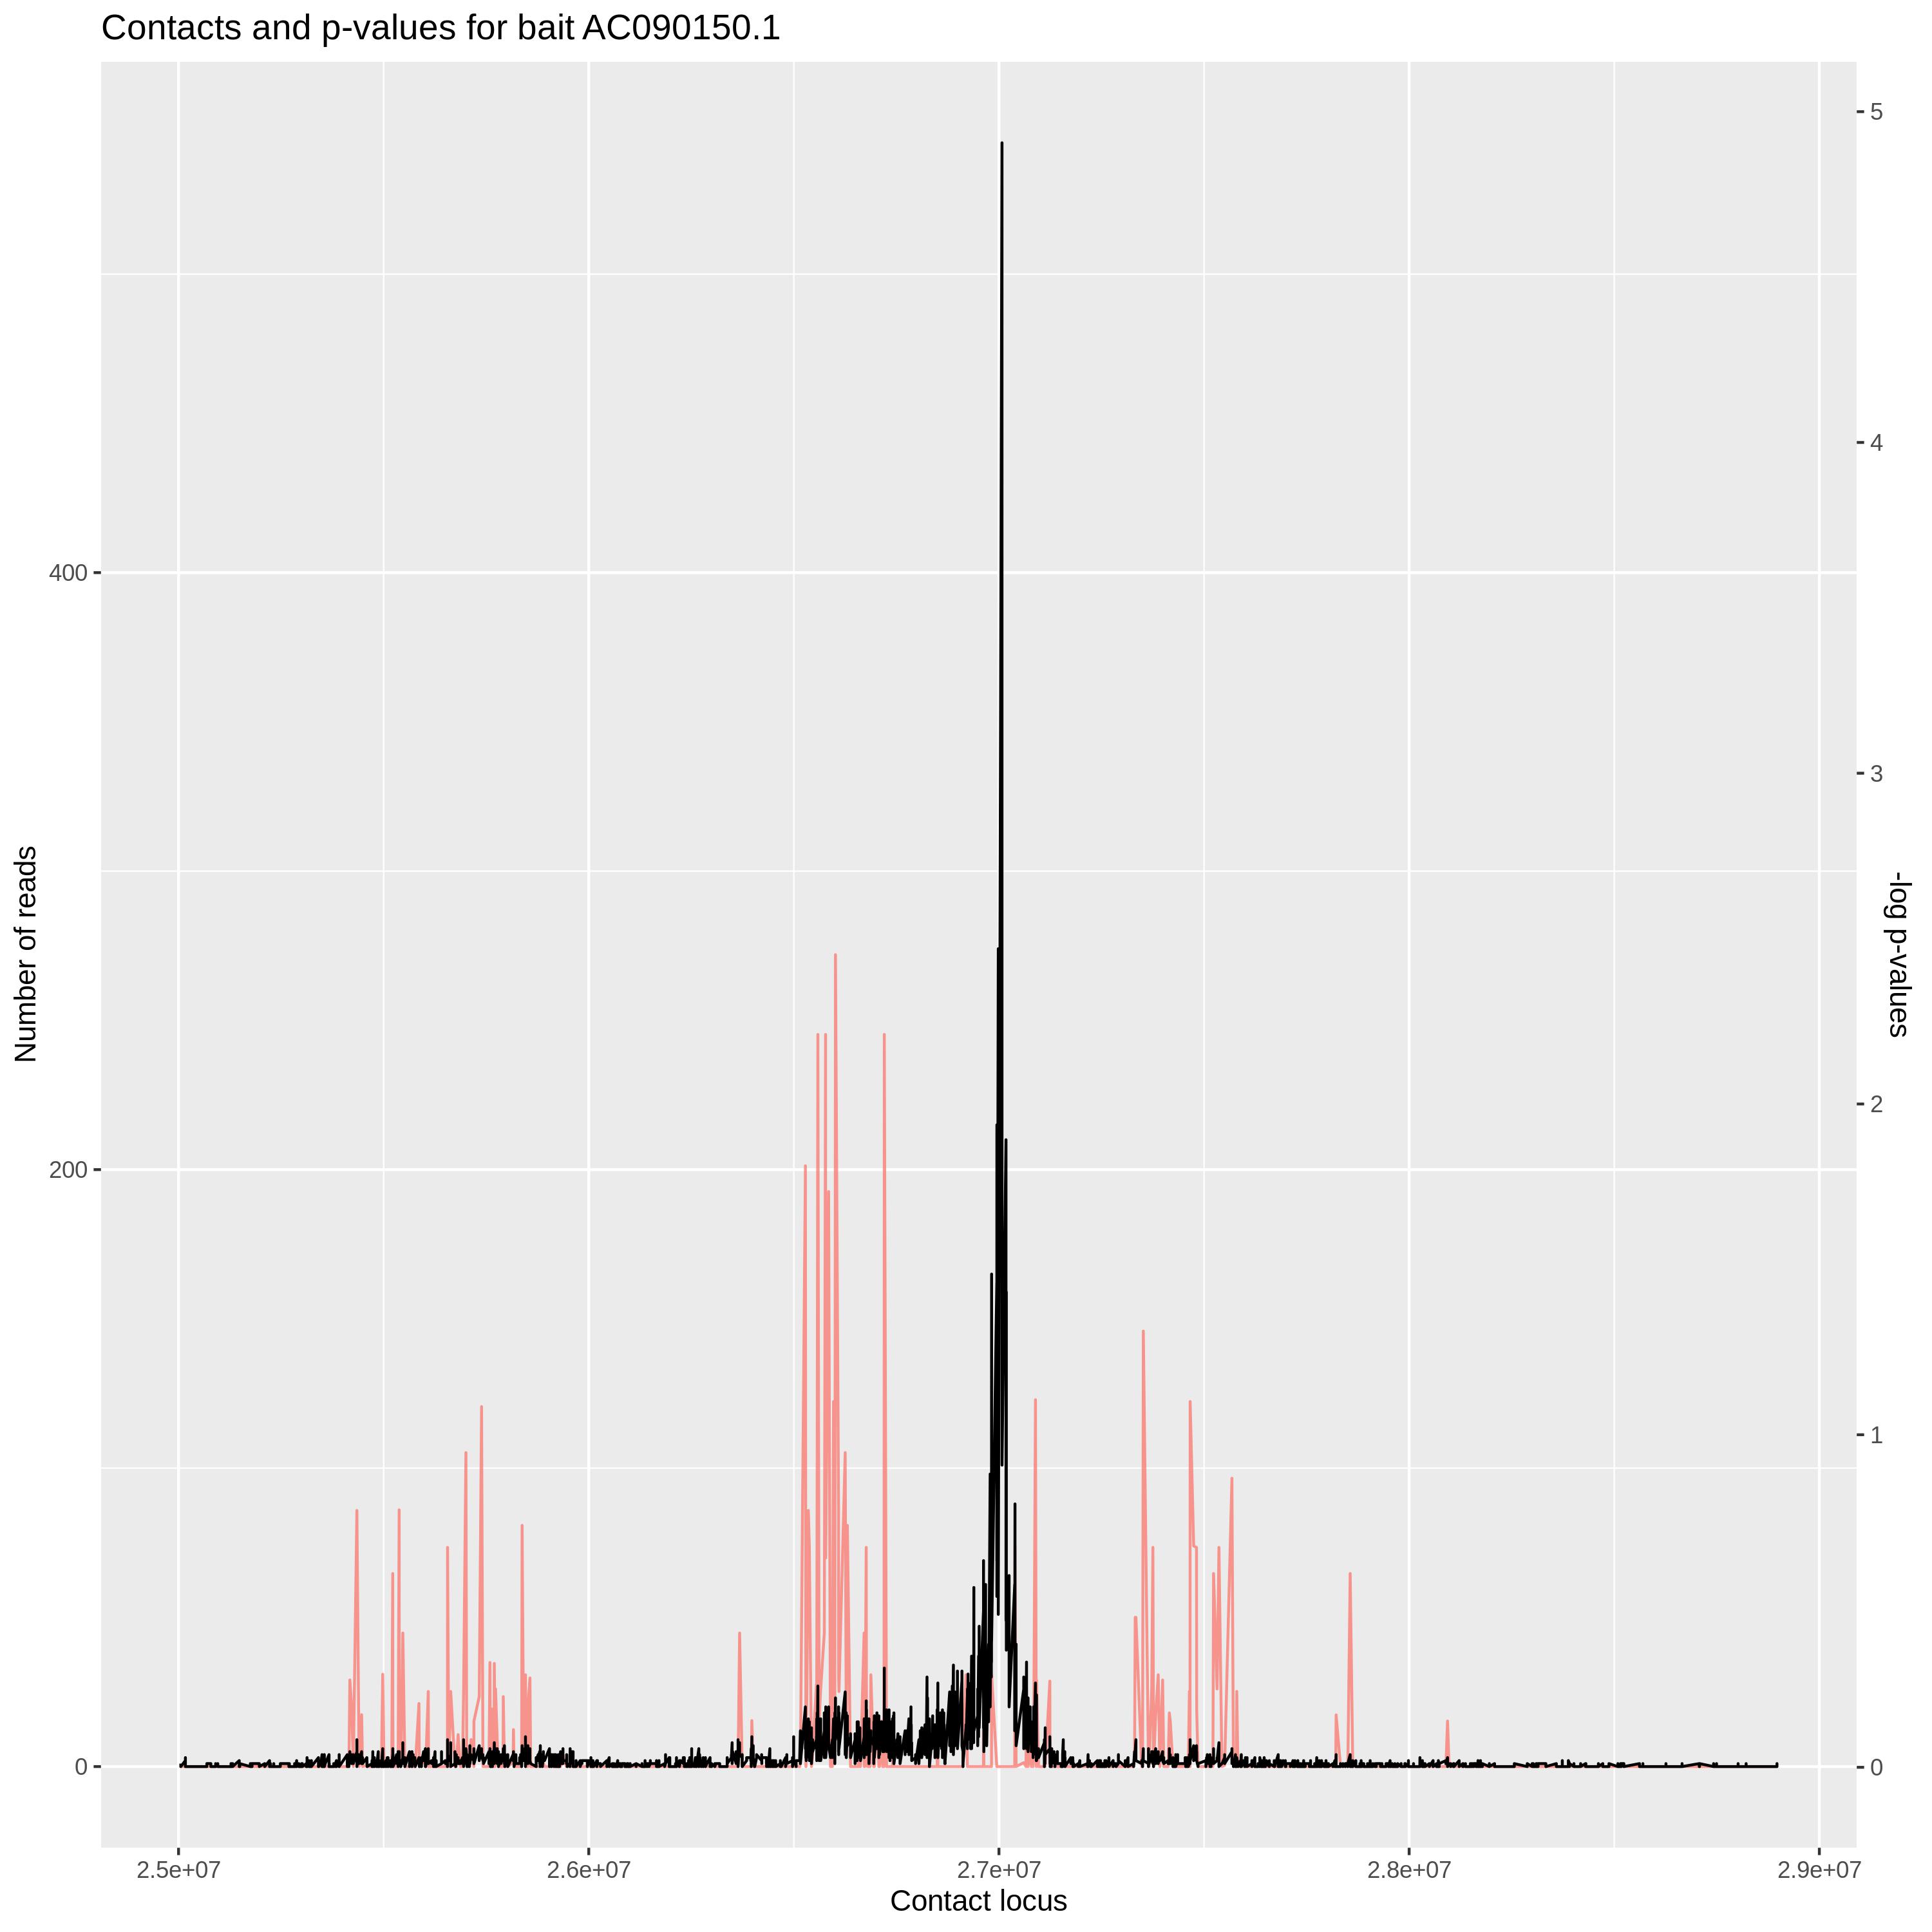 Contacts and p-values for bait AC090150.1
Number of reads
400
200
0
5
4
3
2
1
0
-log p-values
2.5e+07
2.6e+07
2.7e+07
2.8e+07
2.9e+07
Contact locus